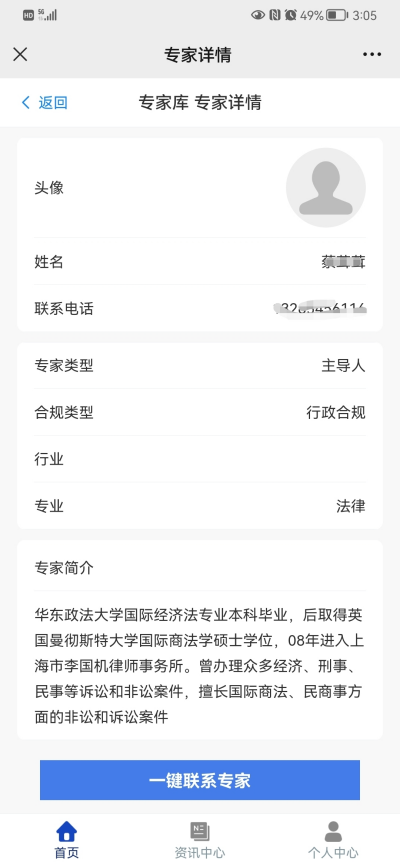 HD 5G 49% 3:05
专家详情
返回 专家库 专家详情
头像
姓名
联系电话
专家类型 主导人
合规类型 行政合规
行业
专业 法律
专家简介
华东政法大学国际经济法专业本科毕业，后取得英
国曼彻斯特大学国际商法学硕士学位，08年进入上
海市李国机律师事务所。曾办理众多经济、刑事、
民事等诉讼和非讼案件，擅长国际商法、民商事方
面的非讼和诉讼案件
一键联系专家
首页 资讯中心 个人中心